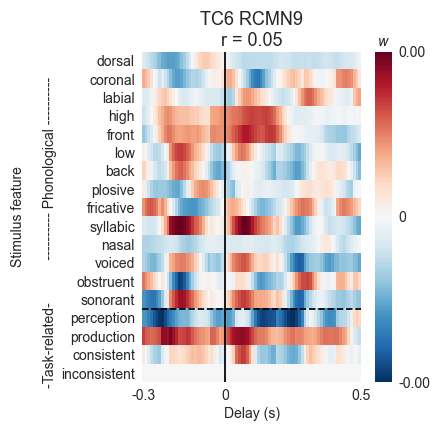 TC6 RCMN9
r = 0.05
w
Stimulus feature
---------- Phonological ----------
-Task-related-
dorsal
coronal
labial
high
front
low
back
plosive
fricative
syllabic
nasal
voiced
obstruent
sonorant
perception
production
consistent
inconsistent
-0.3
0
0.5
Delay (s)
0.00
0
-0.00